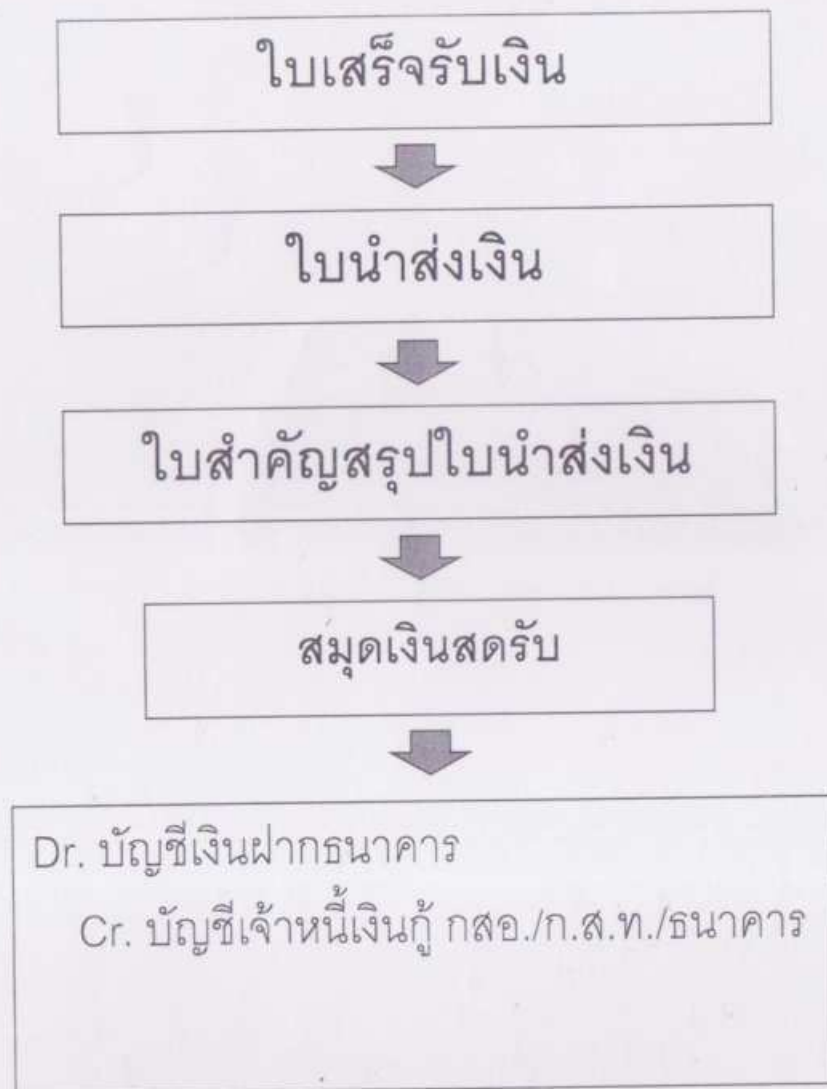 ใบเสร็จรับเงิน
ใบนำส่งเงิน
ใบสำคัญสรุปใบนำส่งเงิน
สมุดเงินสดรับ
Dr. บัญชีเงินฝากธนาคาร
Cr. บัญชีเจ้าหนี้เงินกู้ กสอ./ก.ส.ท./ธนาคาร